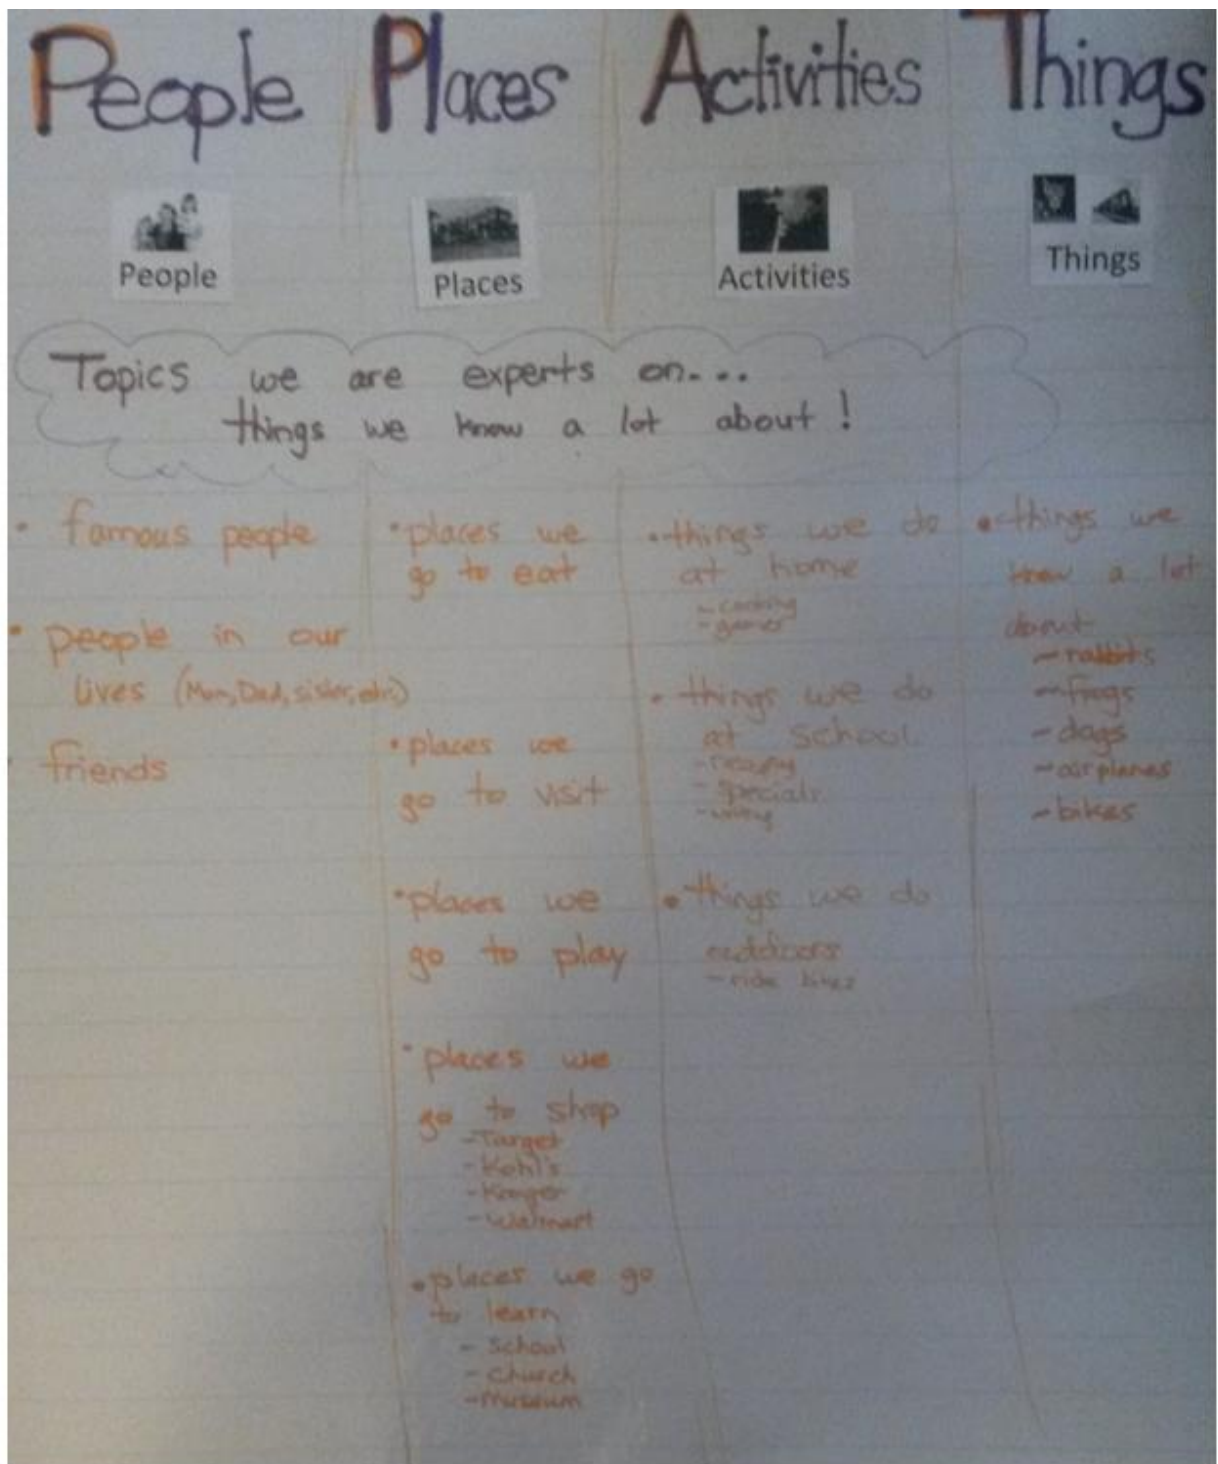 People Places Activities Things
People
Places
Activities
Things
Topics we are experts on...
things we know a lot about!
• famous people
• people in our
lives (Mom, Dad, sister, etc.)
• friends
• places we
go to eat
• places we
go to visit
• places we
go to play
• places we
go to shop
- Target
- Kohl's
- Kroger
- Walmart
• places we go
to learn
- School
- Church
- Museum
• things we do
at home
- cooking
- games
• things we do
at school
- reading
- specials
- writing
• things we do
outdoors
- ride bikes
• things we
know a lot
about
- rabbits
- frogs
- dogs
- airplanes
- bikes